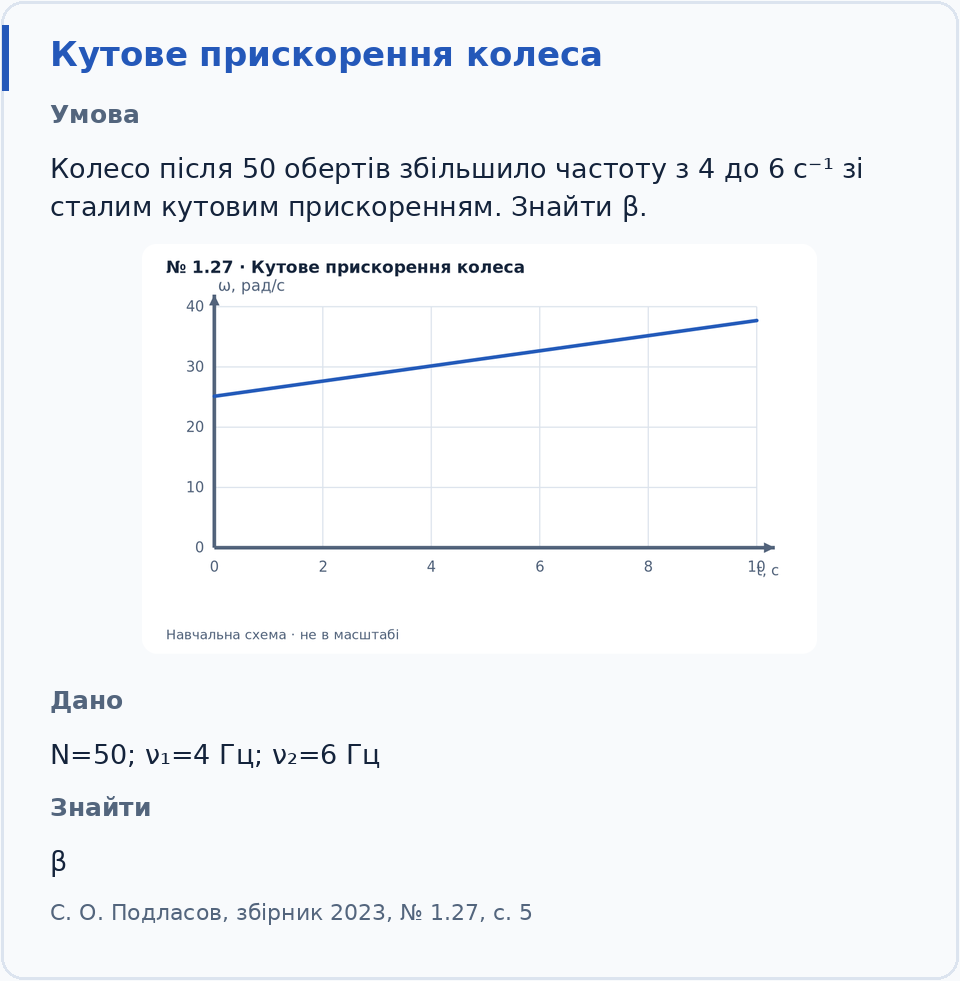 Кутове прискорення колеса
Умова
Колесо після 50 обертів збільшило частоту з 4 до 6 с⁻¹ зі
сталим кутовим прискоренням. Знайти β.
№ 1.27 · Кутове прискорення колеса
ω, рад/с
40
30
20
10
0
0 2 4 6 8 10
t, с
Навчальна схема · не в масштабі
Дано
N=50; ν₁=4 Гц; ν₂=6 Гц
Знайти
β
С. О. Подласов, збірник 2023, № 1.27, с. 5